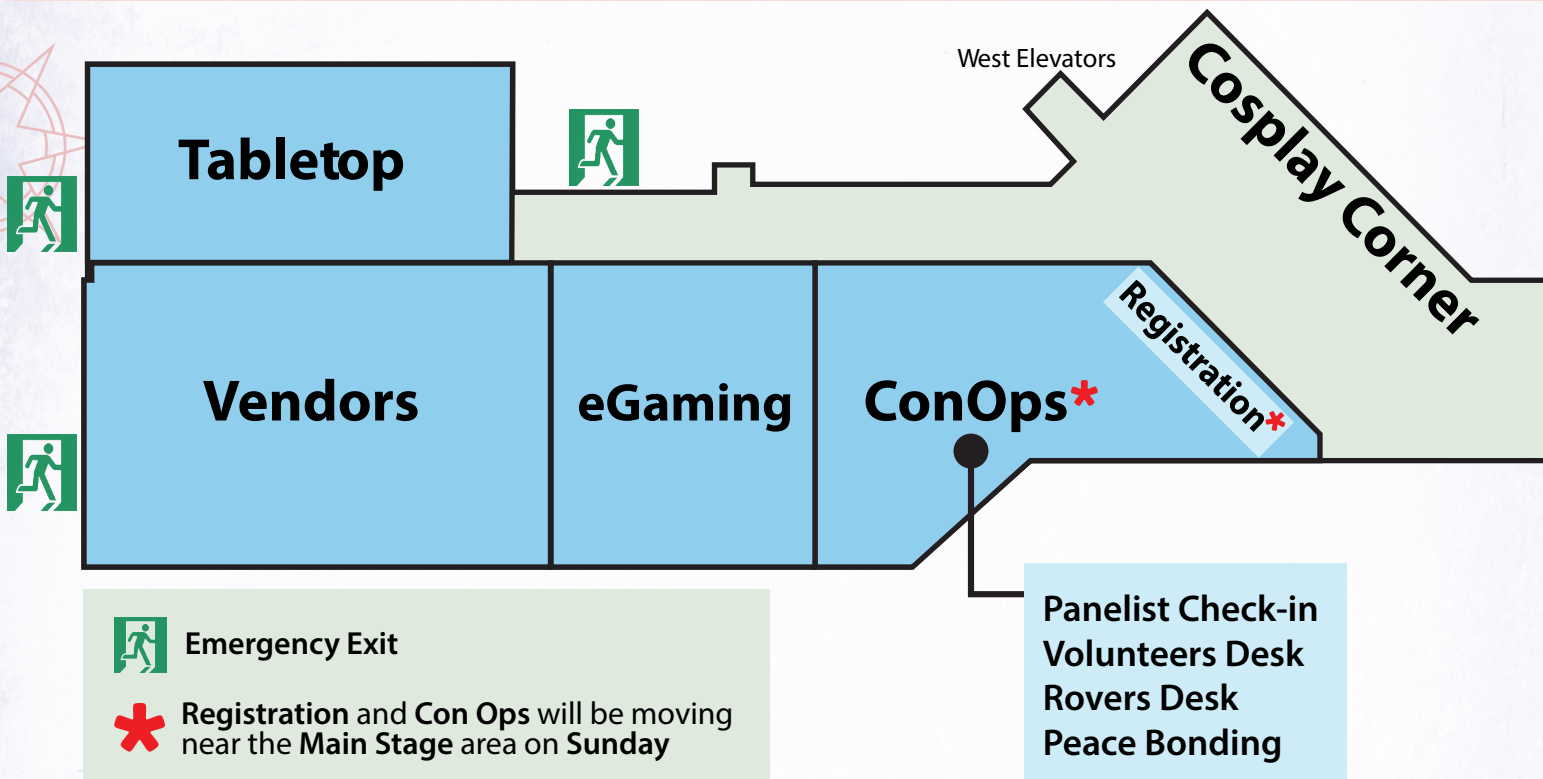 West Elevators
Cosplay Corner
Tabletop
Vendors
eGaming
ConOps*
Registration*
Panelist Check-in
Volunteers Desk
Rovers Desk
Peace Bonding
Emergency Exit
* Registration and Con Ops will be moving
near the Main Stage area on Sunday